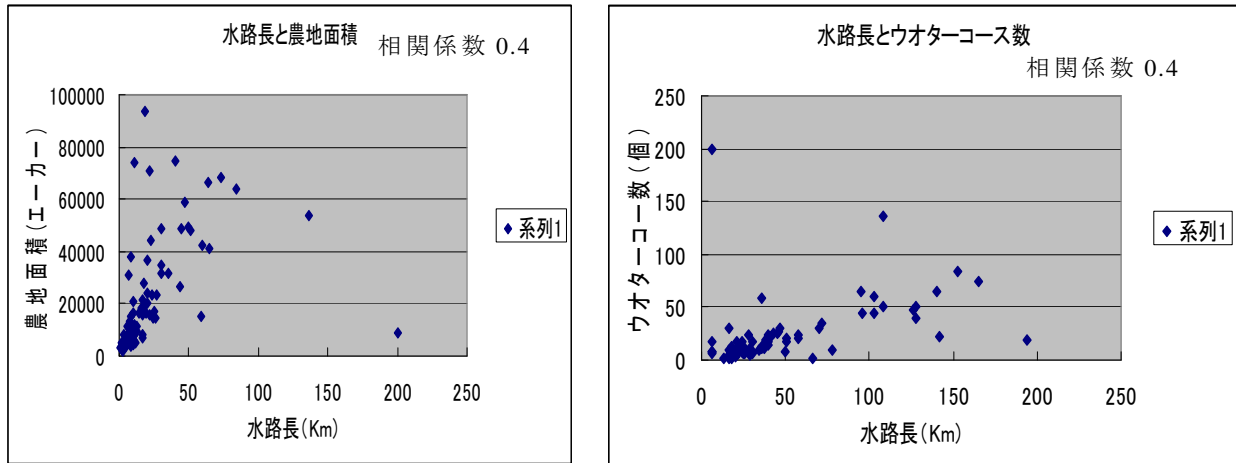 水路長と農地面積
相関係数 0.4
農地面積(エーカー)
100000
80000
60000
40000
20000
0
0 50 100 150 200 250
水路長(Km)
系列1
水路長とウオターコース数
相関係数 0.4
ウオターコー数(個)
250
200
150
100
50
0
0 50 100 150 200 250
水路長(Km)
系列1